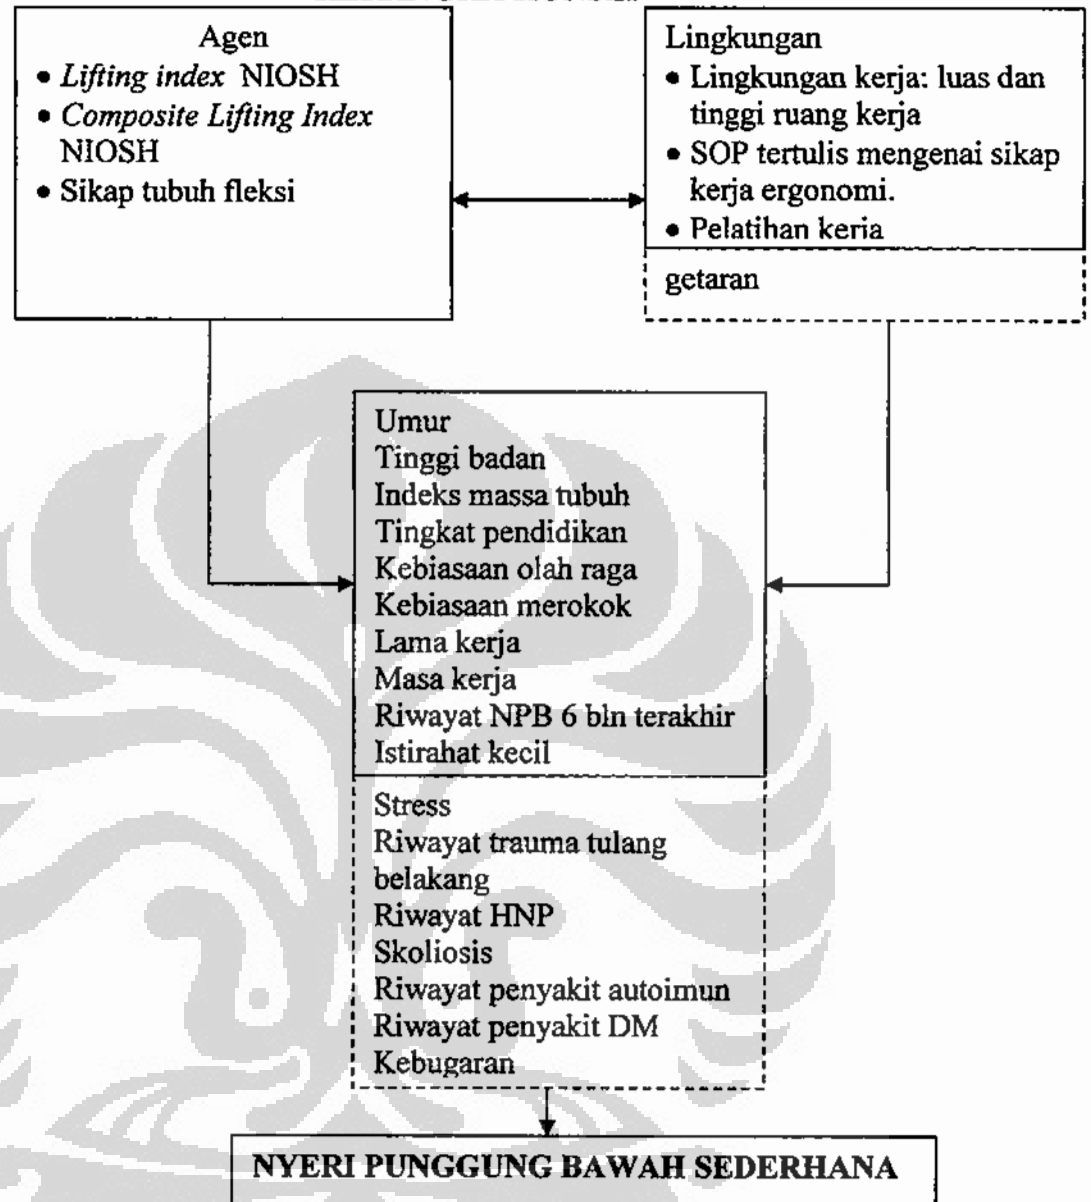 Agen
• Lifting index NIOSH
• Composite Lifting Index
NIOSH
• Sikap tubuh fleksi
Lingkungan
• Lingkungan kerja: luas dan
tinggi ruang kerja
• SOP tertulis mengenai sikap
kerja ergonomi.
• Pelatihan kerja
getaran
Umur
Tinggi badan
Indeks massa tubuh
Tingkat pendidikan
Kebiasaan olah raga
Kebiasaan merokok
Lama kerja
Masa kerja
Riwayat NPB 6 bln terakhir
Istirahat kecil
Stress
Riwayat trauma tulang
belakang
Riwayat HNP
Skoliosis
Riwayat penyakit autoimun
Riwayat penyakit DM
Kebugaran
NYERI PUNGGUNG BAWAH SEDERHANA